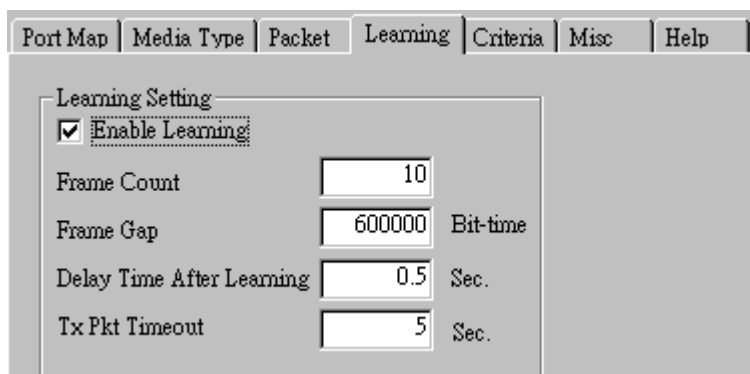 Port Map Media Type Packet Learning Criteria Misc Help
Learning Setting
Enable Learning
Frame Count 10
Frame Gap 600000 Bit-time
Delay Time After Learning 0.5 Sec.
Tx Pkt Timeout 5 Sec.